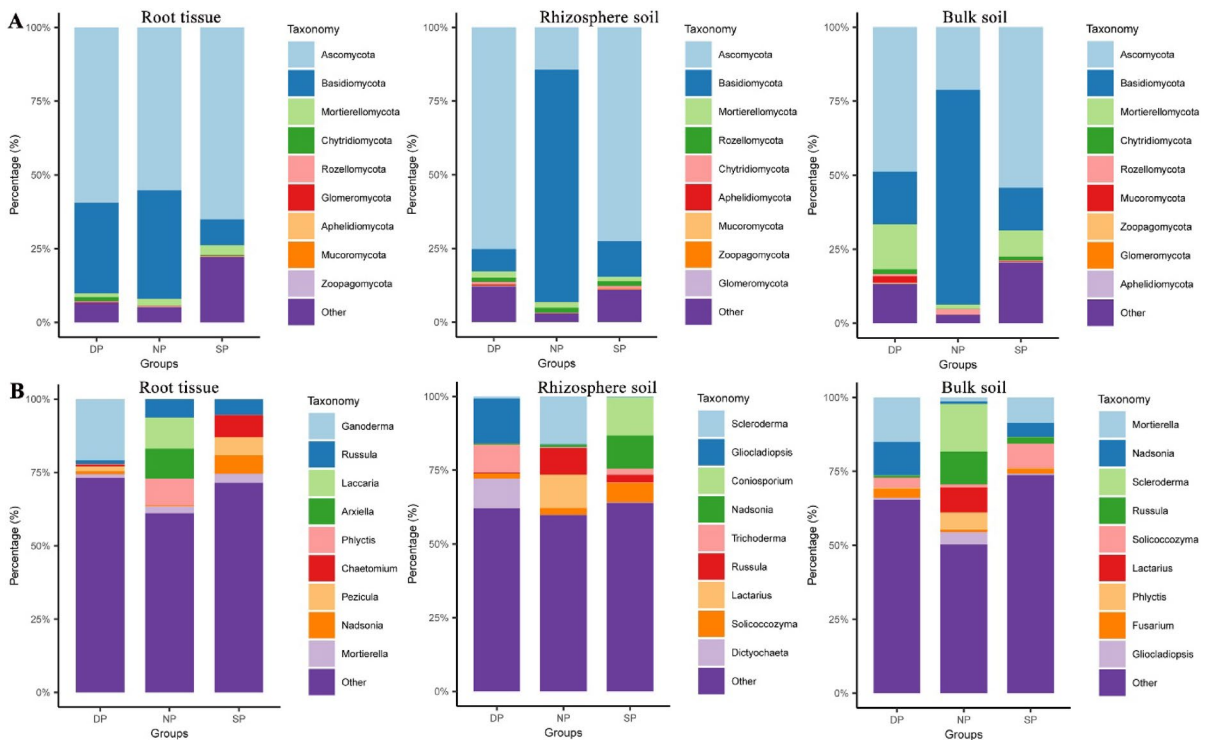 A
Root tissue
Percentage (%)
100%
75%
50%
25%
0%
DP
NP
SP
Groups
Taxonomy
Ascomycota
Basidiomycota
Mortierellomycota
Chytridiomycota
Rozellomycota
Glomeromycota
Aphelidiomycota
Mucoromycota
Zoopagomycota
Other
Rhizosphere soil
Percentage (%)
100%
75%
50%
25%
0%
DP
NP
SP
Groups
Taxonomy
Ascomycota
Basidiomycota
Mortierellomycota
Rozellomycota
Chytridiomycota
Aphelidiomycota
Mucoromycota
Zoopagomycota
Glomeromycota
Other
Bulk soil
Percentage (%)
100%
75%
50%
25%
0%
DP
NP
SP
Groups
Taxonomy
Ascomycota
Basidiomycota
Mortierellomycota
Chytridiomycota
Rozellomycota
Mucoromycota
Zoopagomycota
Glomeromycota
Aphelidiomycota
Other
B
Root tissue
Percentage (%)
100%
75%
50%
25%
0%
DP
NP
SP
Groups
Taxonomy
Ganoderma
Russula
Laccaria
Arxiella
Phlyctis
Chaetomium
Pezicula
Nadsonia
Mortierella
Other
Rhizosphere soil
Percentage (%)
100%
75%
50%
25%
0%
DP
NP
SP
Groups
Taxonomy
Scleroderma
Gliocladiopsis
Coniosporium
Nadsonia
Trichoderma
Russula
Lactarius
Solicoccozyma
Dictyochaeta
Other
Bulk soil
Percentage (%)
100%
75%
50%
25%
0%
DP
NP
SP
Groups
Taxonomy
Mortierella
Nadsonia
Scleroderma
Russula
Solicoccozyma
Lactarius
Phlyctis
Fusarium
Gliocladiopsis
Other